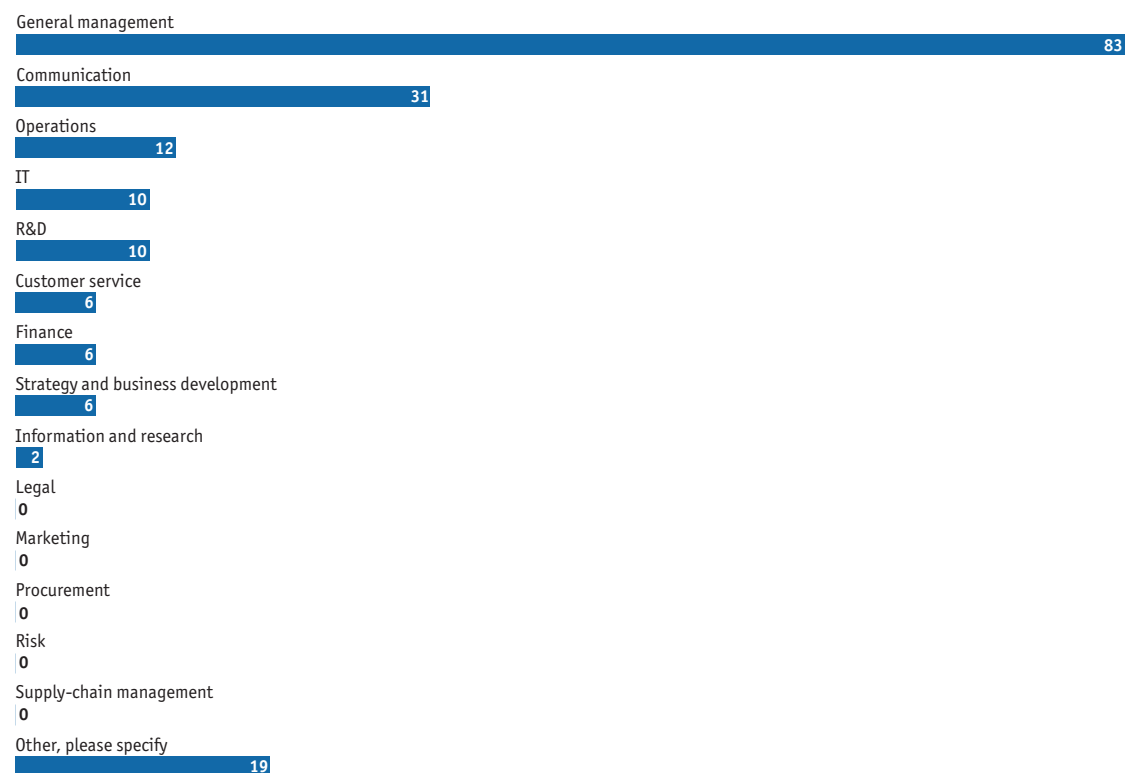 General management
83
Communication
31
Operations
12
IT
10
R&D
10
Customer service
6
Finance
6
Strategy and business development
6
Information and research
2
Legal
0
Marketing
0
Procurement
0
Risk
0
Supply-chain management
0
Other, please specify
19